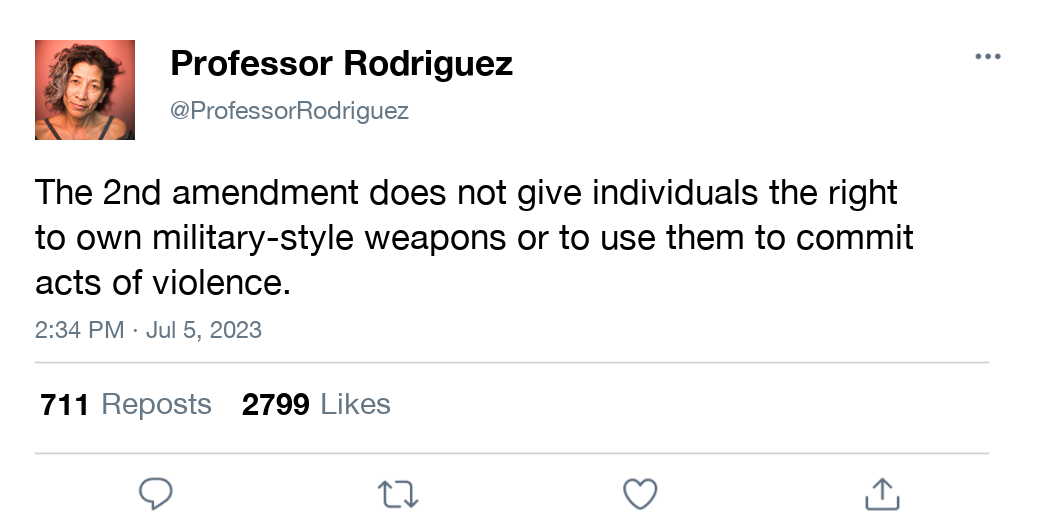 Professor Rodriguez
@ProfessorRodriguez
The 2nd amendment does not give individuals the right
to own military-style weapons or to use them to commit
acts of violence.
2:34 PM · Jul 5, 2023
711 Reposts 2799 Likes